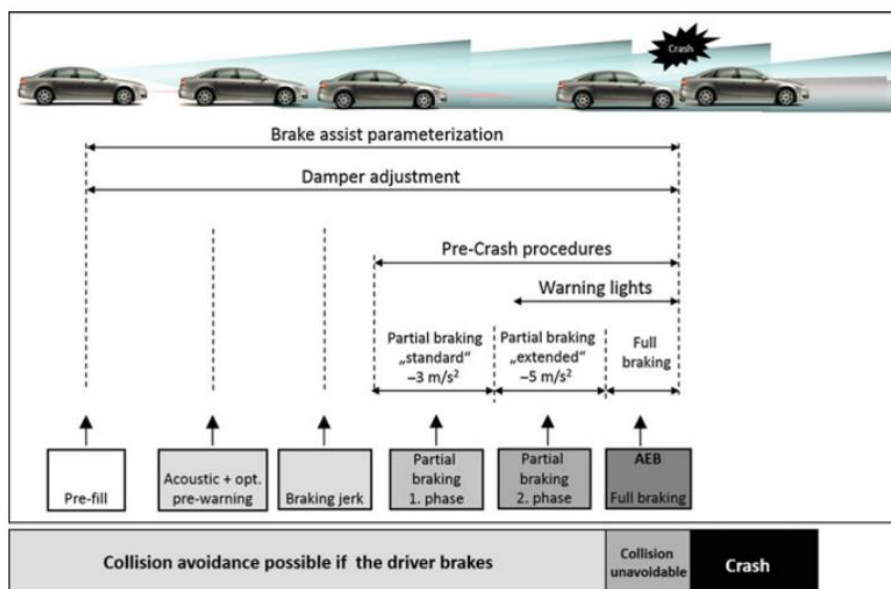 Crash
Brake assist parameterization
Damper adjustment
Pre-Crash procedures
Warning lights
Partial braking
„standard“
–3 m/s²
Partial braking
„extended“
–5 m/s²
Full
braking
Pre-fill
Acoustic + opt.
pre-warning
Braking jerk
Partial
braking
1. phase
Partial
braking
2. phase
AEB
Full braking
Collision avoidance possible if the driver brakes
Collision
unavoidable
Crash